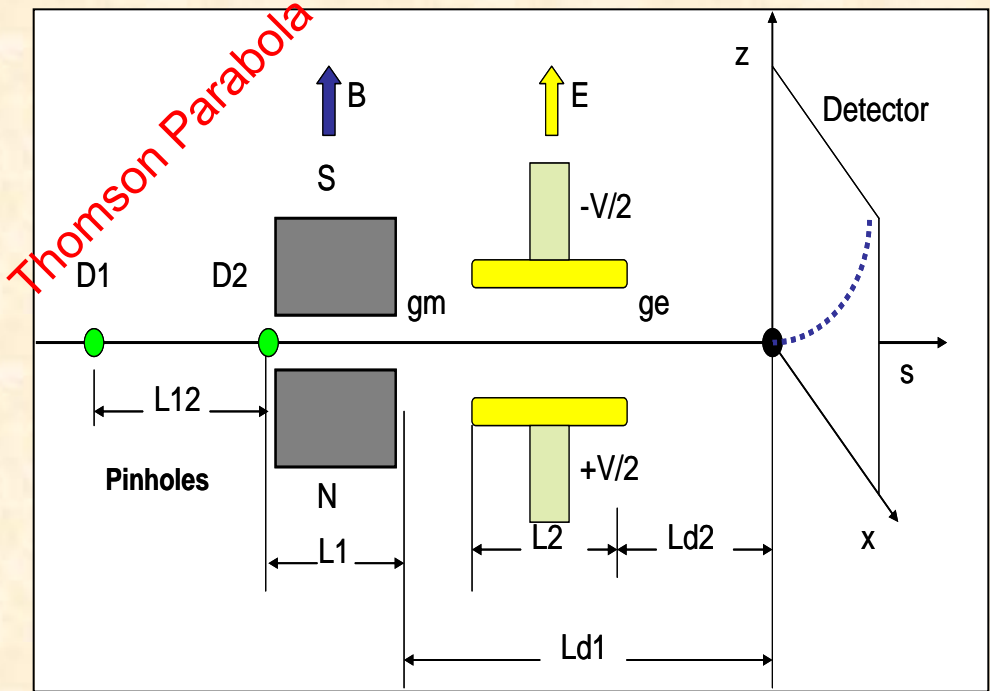 Thomson Parabola
z
B
E
Detector
S
-V/2
D1
D2
gm
ge
s
L12
Pinholes
N
+V/2
x
L1
L2
Ld2
Ld1